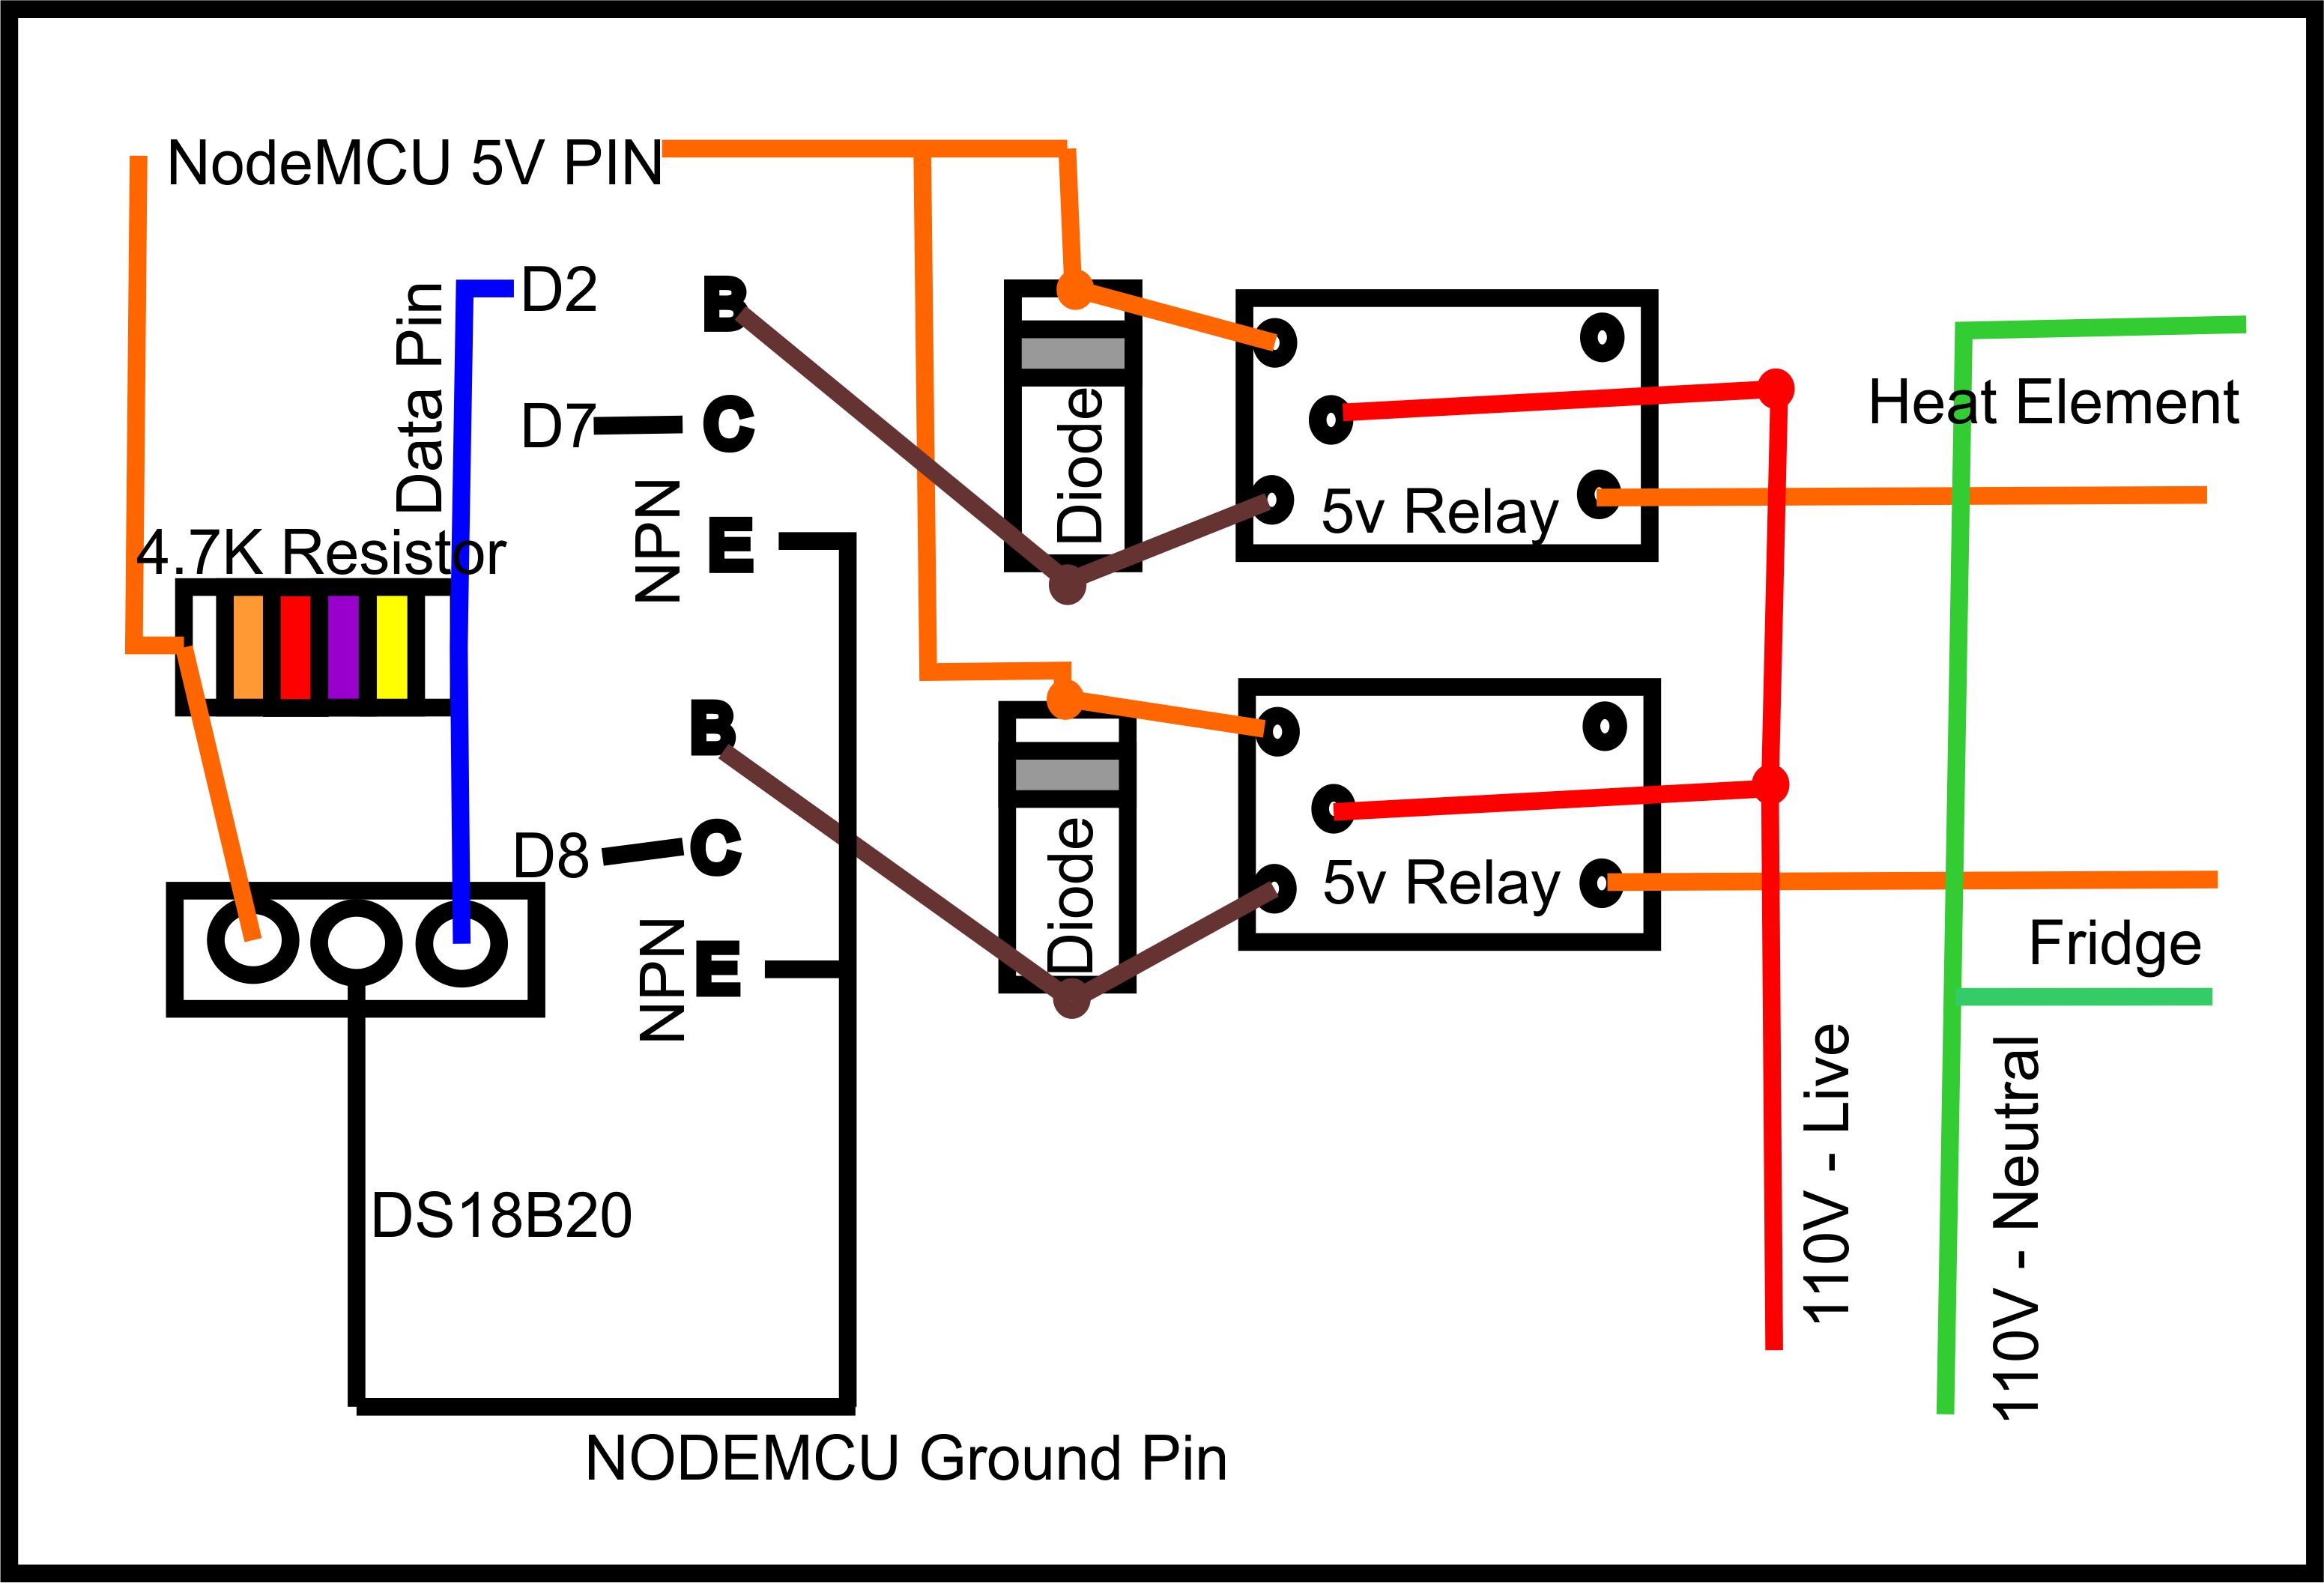 NodeMCU 5V PIN
D2
B
Data Pin
D7
C
Diode
Heat Element
4.7K Resistor
NPN
E
5v Relay
B
D8
C
Diode
5v Relay
NPN
E
Fridge
110V - Live
110V - Neutral
DS18B20
NODEMCU Ground Pin